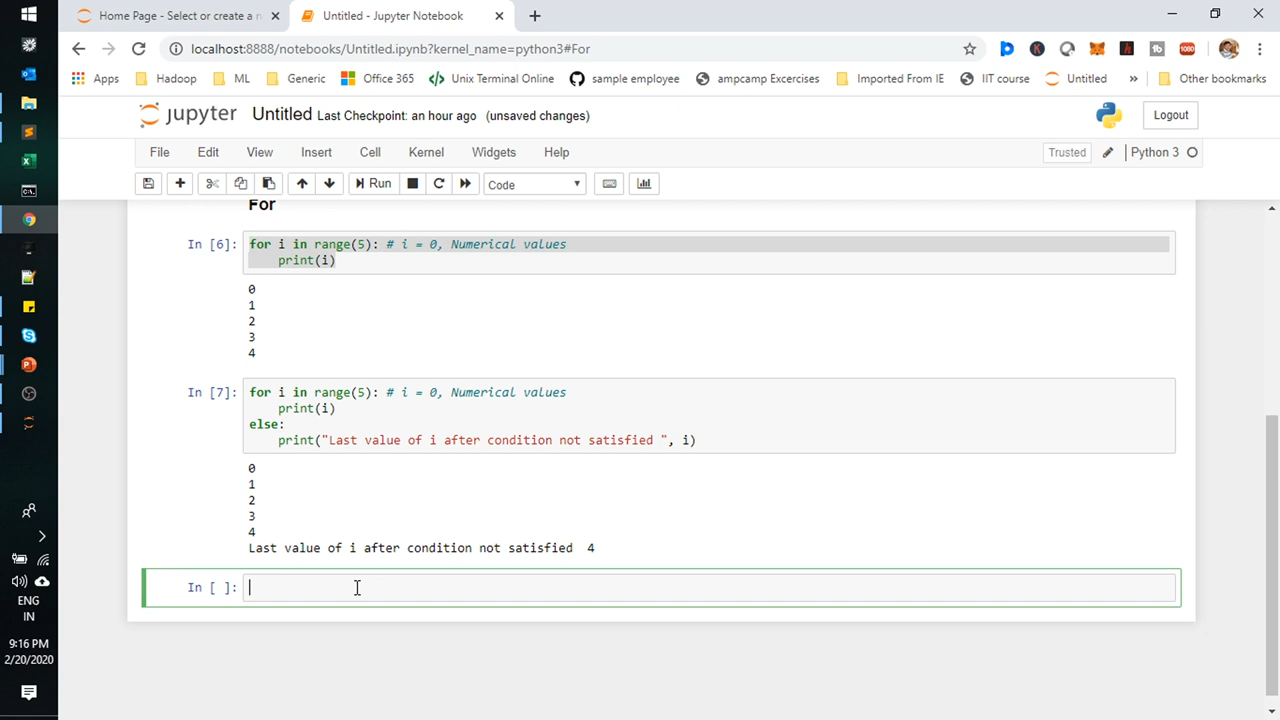 Home Page - Select or create a n
Untitled - Jupyter Notebook
localhost:8888/notebooks/Untitled.ipynb?kernel_name=python3#For
Apps Hadoop ML Generic Office 365 Unix Terminal Online sample employee ampcamp Excercises Imported From IE IIT course Untitled » Other bookmarks
jupyter Untitled Last Checkpoint: an hour ago (unsaved changes) Logout
File Edit View Insert Cell Kernel Widgets Help Trusted Python 3
Run Code
For
In [6]: for i in range(5): # i = 0, Numerical values
print(i)
0
1
2
3
4
In [7]: for i in range(5): # i = 0, Numerical values
print(i)
else:
print("Last value of i after condition not satisfied ", i)
0
1
2
3
4
Last value of i after condition not satisfied  4
In [ ]:
ENG
IN
9:16 PM
2/20/2020